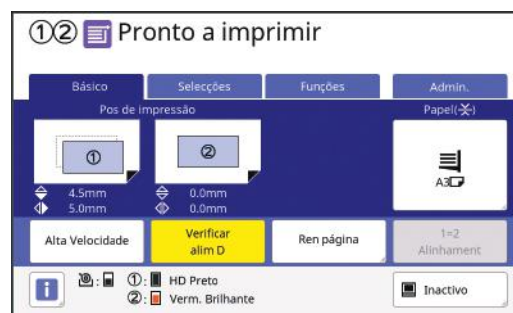 ①② Pronto a imprimir
Básico Selecções Funções Admin.
Pos de impressão Papel(-X-)
① ②
A3
4.5mm 0.0mm
5.0mm 0.0mm
Alta Velocidade Verificar alim D Ren página 1=2 Alinhament
①: HD Preto
②: Verm. Brilhante
Inactivo